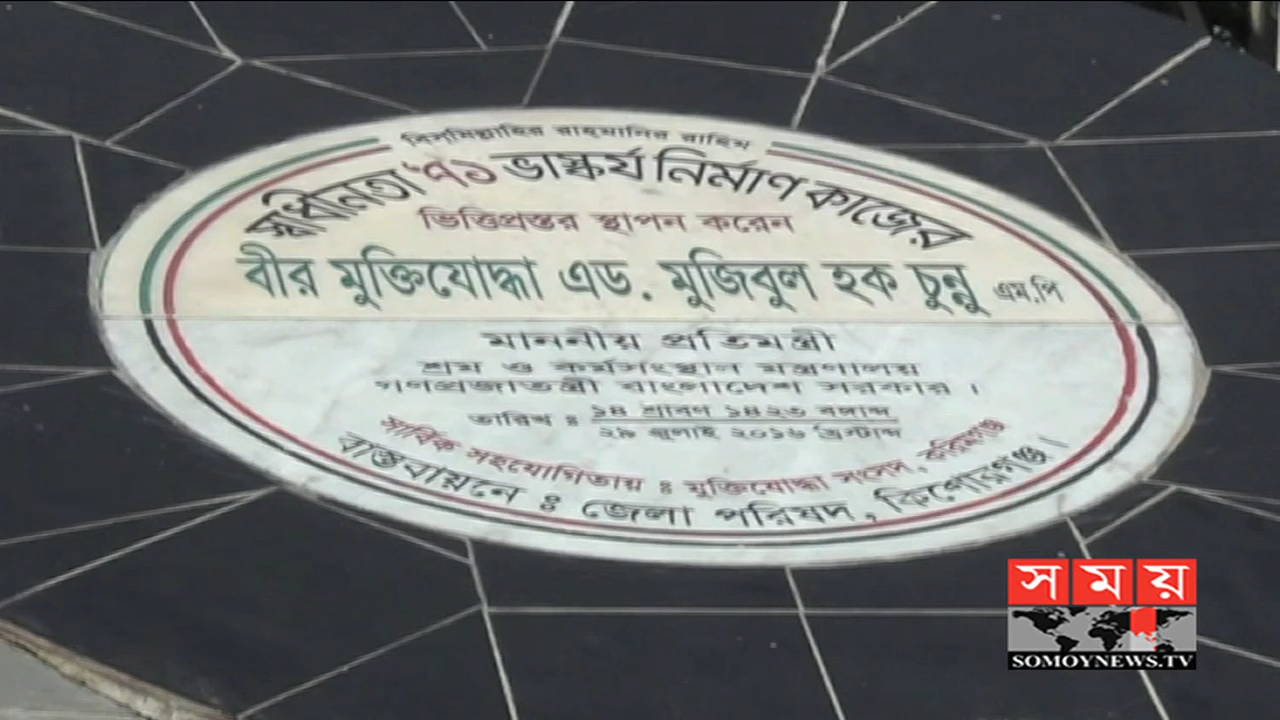 বিসমিল্লাহির রাহমানির রাহিম
স্বাধীনতা '৭১ ভাস্কর্য নির্মাণ কাজের
ভিত্তিপ্রস্তর স্থাপন করেন
বীর মুক্তিযোদ্ধা এড. মুজিবুল হক চুন্নু এম.পি
মাননীয় প্রতিমন্ত্রী
শ্রম ও কর্মসংস্থান মন্ত্রণালয়
গণপ্রজাতন্ত্রী বাংলাদেশ সরকার ।
তারিখ : ১৪ শ্রাবণ ১৪২৩ বঙ্গাব্দ
২৯ জুলাই ২০১৬ খ্রিস্টাব্দ
সার্বিক সহযোগিতায় : মুক্তিযোদ্ধা সংসদ, করিমগঞ্জ
বাস্তবায়নে : জেলা পরিষদ, কিশোরগঞ্জ।
সময়
SOMOYNEWS.TV